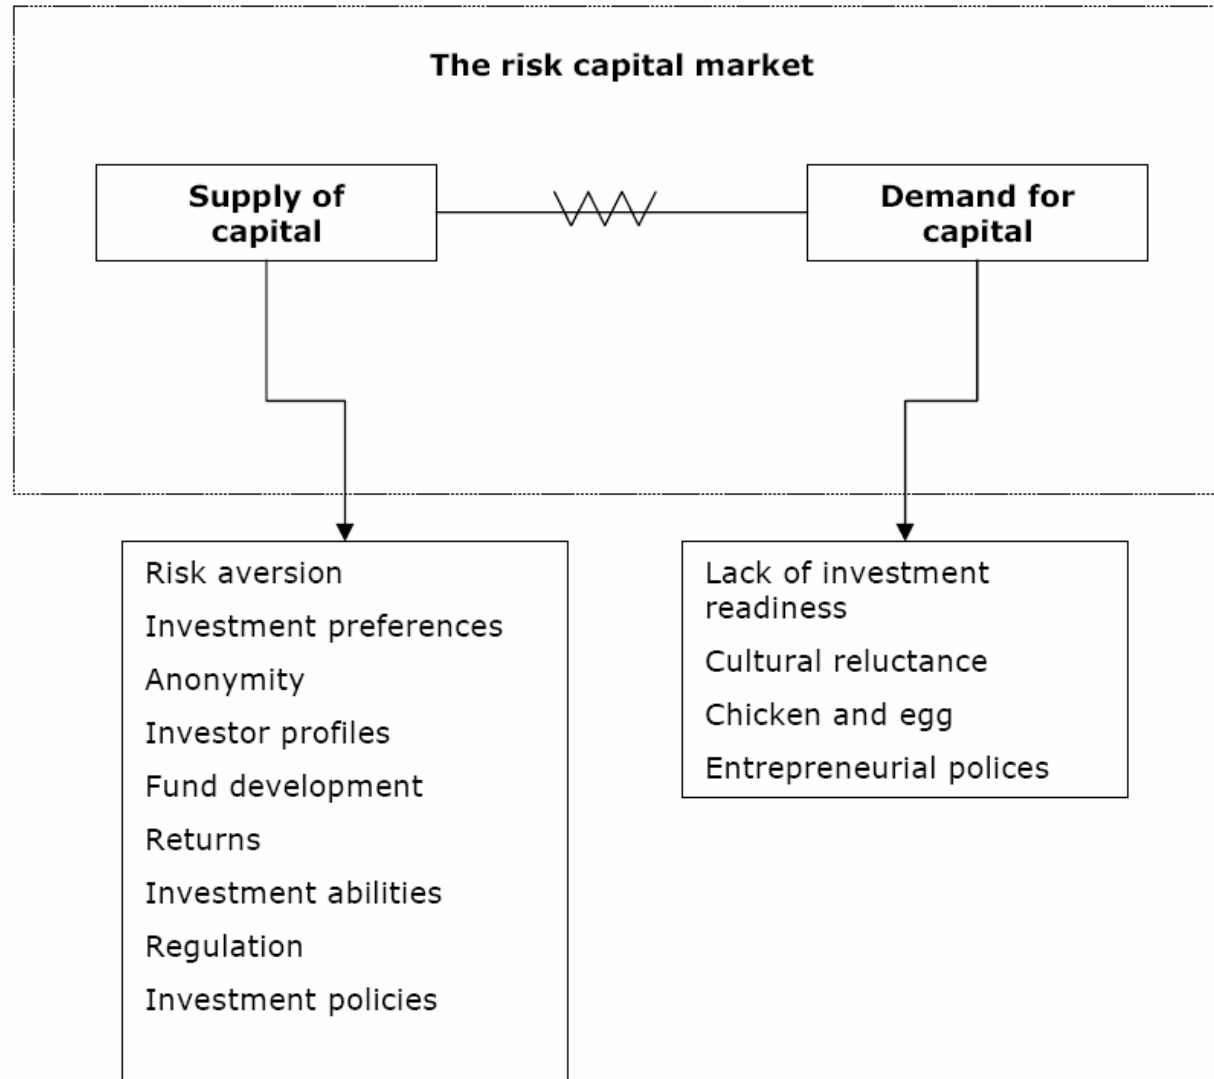 The risk capital market
Supply of
capital
Demand for
capital
Risk aversion
Investment preferences
Anonymity
Investor profiles
Fund development
Returns
Investment abilities
Regulation
Investment policies
Lack of investment
readiness
Cultural reluctance
Chicken and egg
Entrepreneurial polices